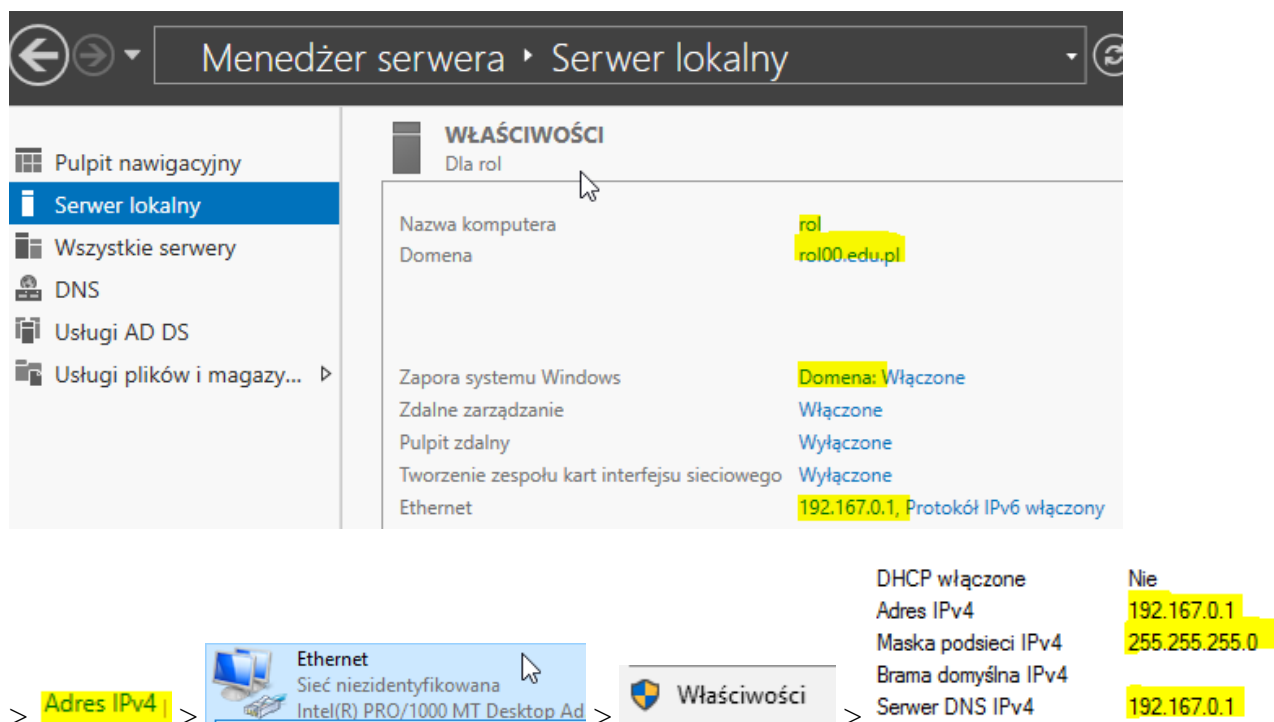 Menedżer serwera ‣ Serwer lokalny
Pulpit nawigacyjny
Serwer lokalny
Wszystkie serwery
DNS
Usługi AD DS
Usługi plików i magazy...
WŁAŚCIWOŚCI
Dla rol
Nazwa komputera rol
Domena rol00.edu.pl
Zapora systemu Windows Domena: Włączone
Zdalne zarządzanie Włączone
Pulpit zdalny Wyłączone
Tworzenie zespołu kart interfejsu sieciowego Wyłączone
Ethernet 192.167.0.1, Protokół IPv6 włączony
> Adres IPv4 >
Ethernet
Sieć niezidentyfikowana
Intel(R) PRO/1000 MT Desktop Ad
> Właściwości >
DHCP włączone Nie
Adres IPv4 192.167.0.1
Maska podsieci IPv4 255.255.255.0
Brama domyślna IPv4
Serwer DNS IPv4 192.167.0.1